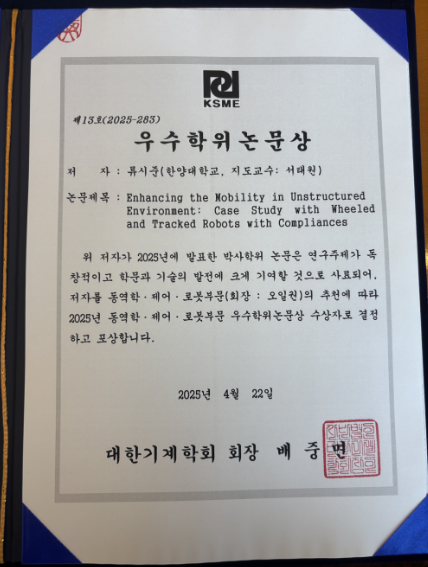 KSME
제13호(2025-283)
우수학위논문상
저 자 : 류시준(한양대학교, 지도교수: 서태원)
논문제목 : Enhancing the Mobility in Unstructured
Environment: Case Study with Wheeled
and Tracked Robots with Compliances
위 저자가 2025년에 발표한 박사학위 논문은 연구주제가 독
창적이고 학문과 기술의 발전에 크게 기여할 것으로 사료되어,
저자를 동역학·제어·로봇부문(회장 : 오일권)의 추천에 따라
2025년 동역학·제어·로봇부문 우수학위논문상 수상자로 결정
하고 포상합니다.
2025년 4월 22일
대한기계학회 회장 배 중 면